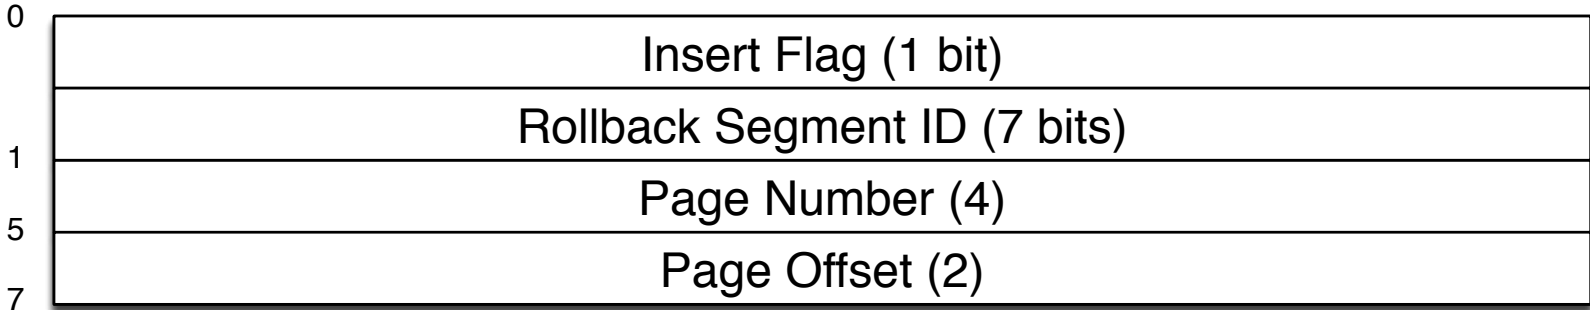 0
Insert Flag (1 bit)
Rollback Segment ID (7 bits)
1
Page Number (4)
5
Page Offset (2)
7